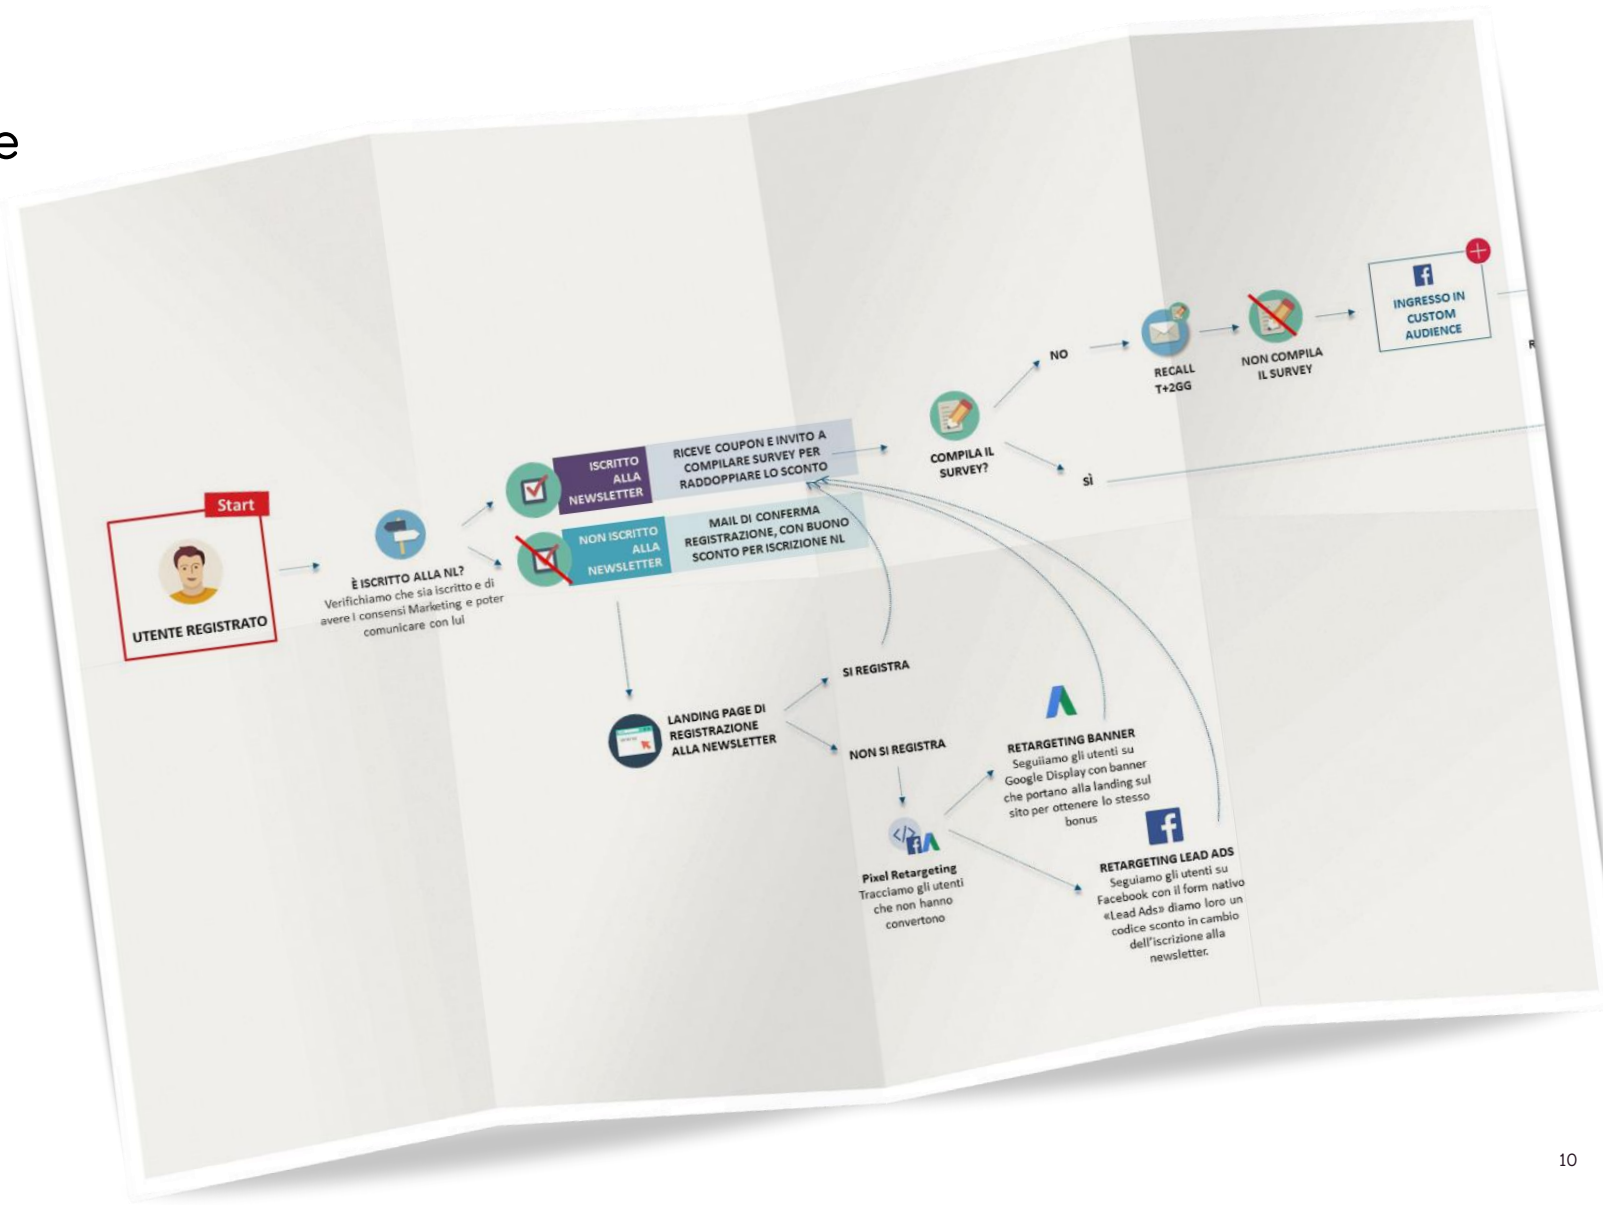 e
Start
UTENTE REGISTRATO
È ISCRITTO ALLA NL?
Verifichiamo che sia iscritto e di
avere I consensi Marketing e poter
comunicare con lui
ISCRITTO
ALLA
NEWSLETTER
RICEVE COUPON E INVITO A
COMPILARE SURVEY PER
RADDOPPIARE LO SCONTO
NON ISCRITTO
ALLA
NEWSLETTER
MAIL DI CONFERMA
REGISTRAZIONE, CON BUONO
SCONTO PER ISCRIZIONE NL
COMPILA IL
SURVEY?
NO
RECALL
T+2GG
NON COMPILA
IL SURVEY
INGRESSO IN
CUSTOM
AUDIENCE
R
SÌ
LANDING PAGE DI
REGISTRAZIONE
ALLA NEWSLETTER
SI REGISTRA
NON SI REGISTRA
Pixel Retargeting
Tracciamo gli utenti
che non hanno
convertono
RETARGETING BANNER
Seguiiamo gli utenti su
Google Display con banner
che portano alla landing sul
sito per ottenere lo stesso
bonus
RETARGETING LEAD ADS
Seguiamo gli utenti su
Facebook con il form nativo
«Lead Ads» diamo loro un
codice sconto in cambio
dell'iscrizione alla
newsletter.
10